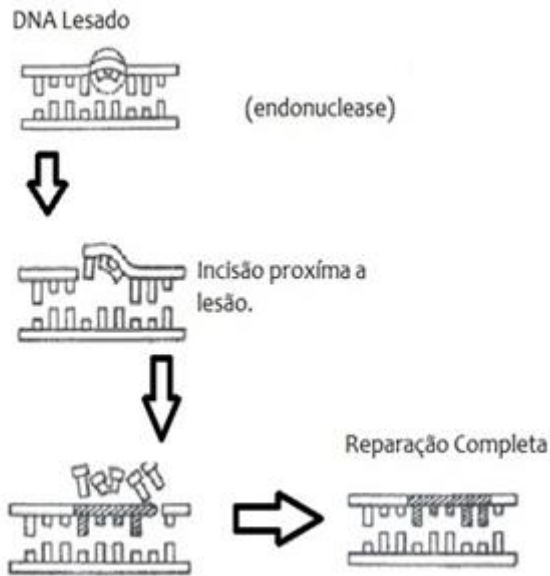 DNA Lesado
(endonuclease)
Incisão proxíma a
lesão.
Reparação Completa